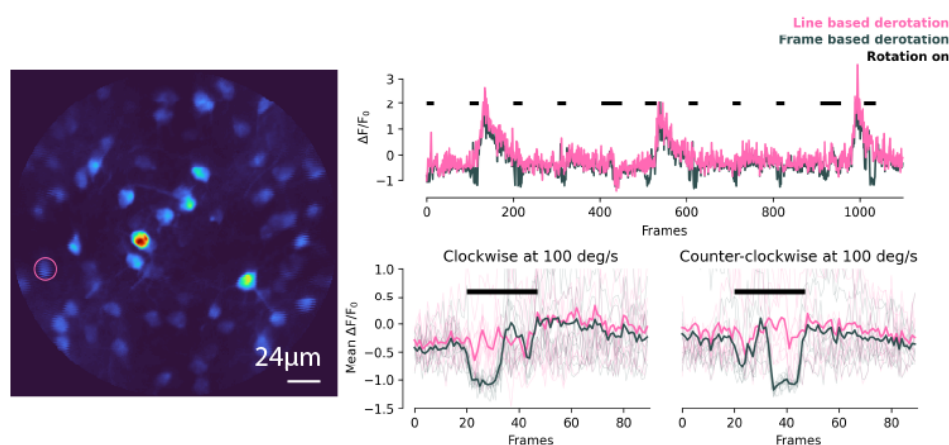 Line based derotation
Frame based derotation
Rotation on
ΔF/F₀
3
2
1
0
−1
0 200 400 600 800 1000
Frames
24μm
Clockwise at 100 deg/s
Mean ΔF/F₀
1.0
0.5
0.0
−0.5
−1.0
−1.5
0 20 40 60 80
Frames
Counter-clockwise at 100 deg/s
0 20 40 60 80
Frames